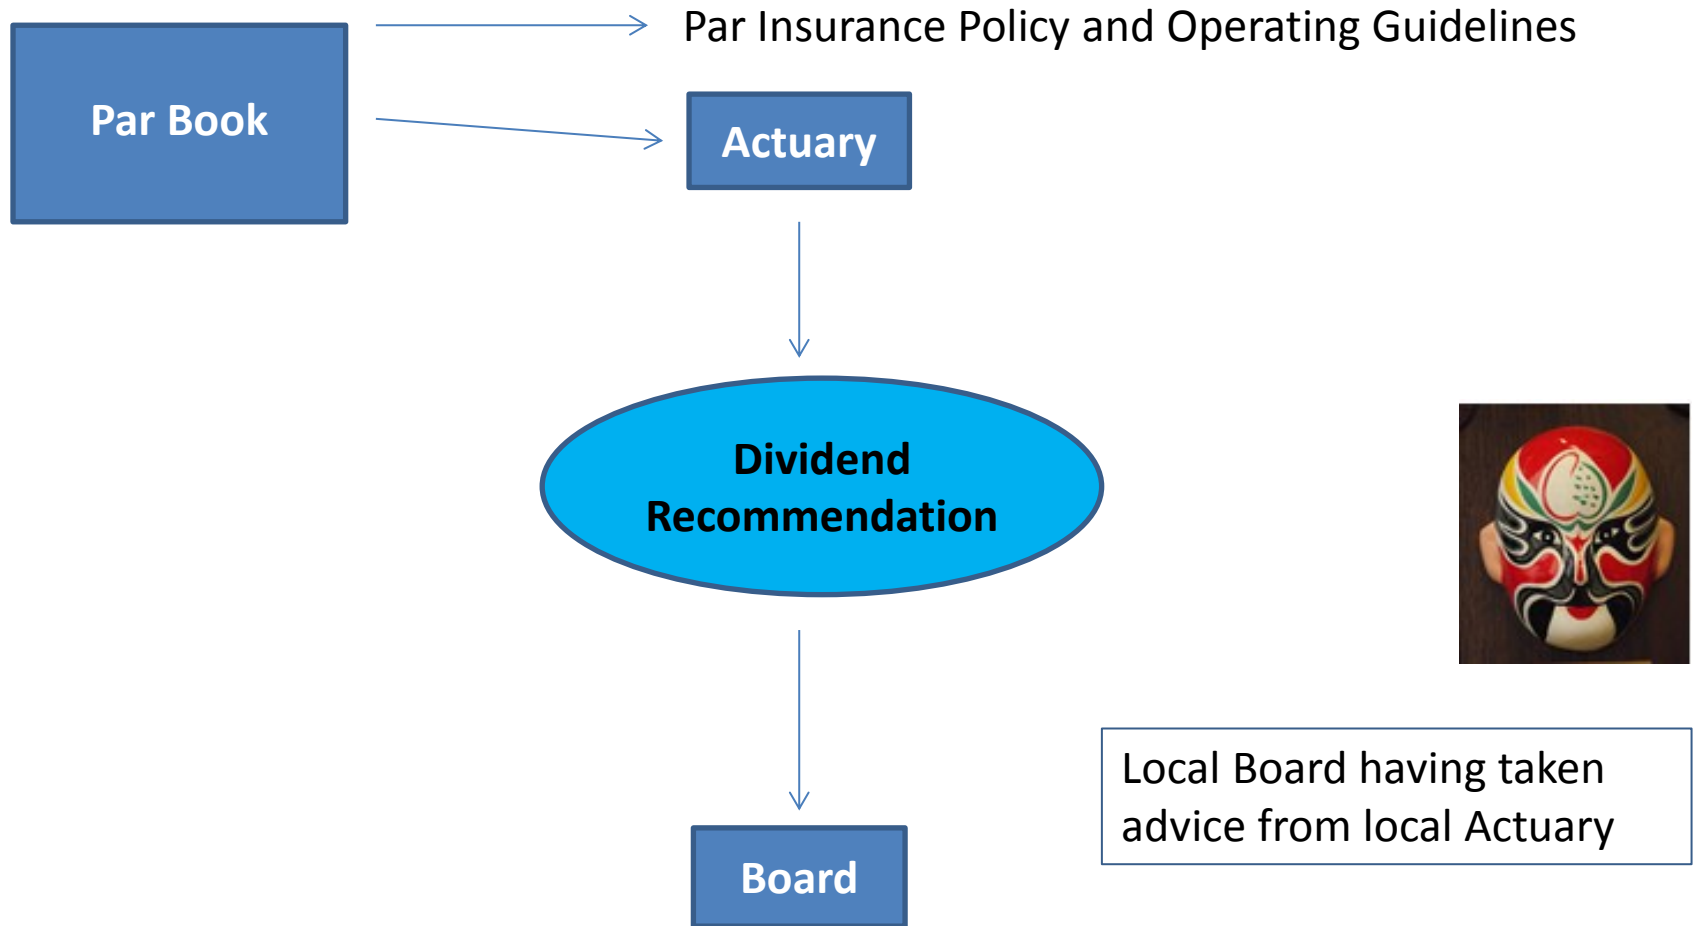 Par Insurance Policy and Operating Guidelines
Par Book
Actuary
Dividend
Recommendation
Local Board having taken
advice from local Actuary
Board